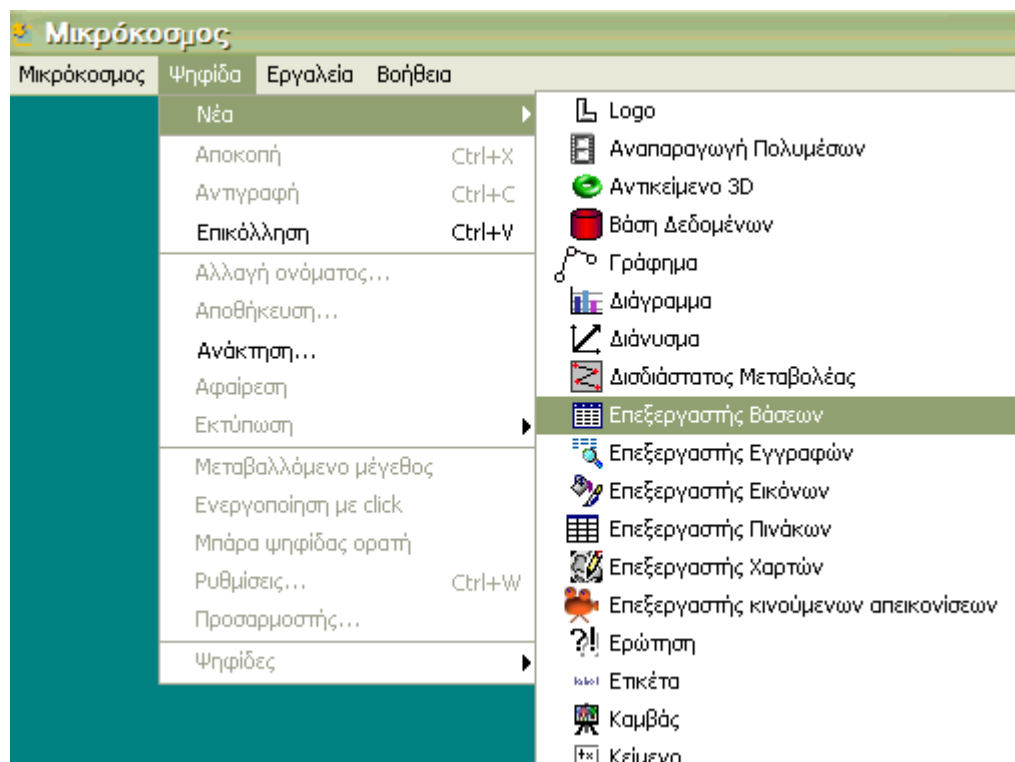 Μικρόκοσμος
Μικρόκοσμος Ψηφίδα Εργαλεία Βοήθεια
Νέα
Αποκοπή Ctrl+X
Αντιγραφή Ctrl+C
Επικόλληση Ctrl+V
Αλλαγή ονόματος...
Αποθήκευση...
Ανάκτηση...
Αφαίρεση
Εκτύπωση
Μεταβαλλόμενο μέγεθος
Ενεργοποίηση με click
Μπάρα ψηφίδας ορατή
Ρυθμίσεις... Ctrl+W
Προσαρμοστής...
Ψηφίδες
Logo
Αναπαραγωγή Πολυμέσων
Αντικείμενο 3D
Βάση Δεδομένων
Γράφημα
Διάγραμμα
Διάνυσμα
Δισδιάστατος Μεταβολέας
Επεξεργαστής Βάσεων
Επεξεργαστής Εγγραφών
Επεξεργαστής Εικόνων
Επεξεργαστής Πινάκων
Επεξεργαστής Χαρτών
Επεξεργαστής κινούμενων απεικονίσεων
?! Ερώτηση
label Ετικέτα
Καμβάς
Κείμενο